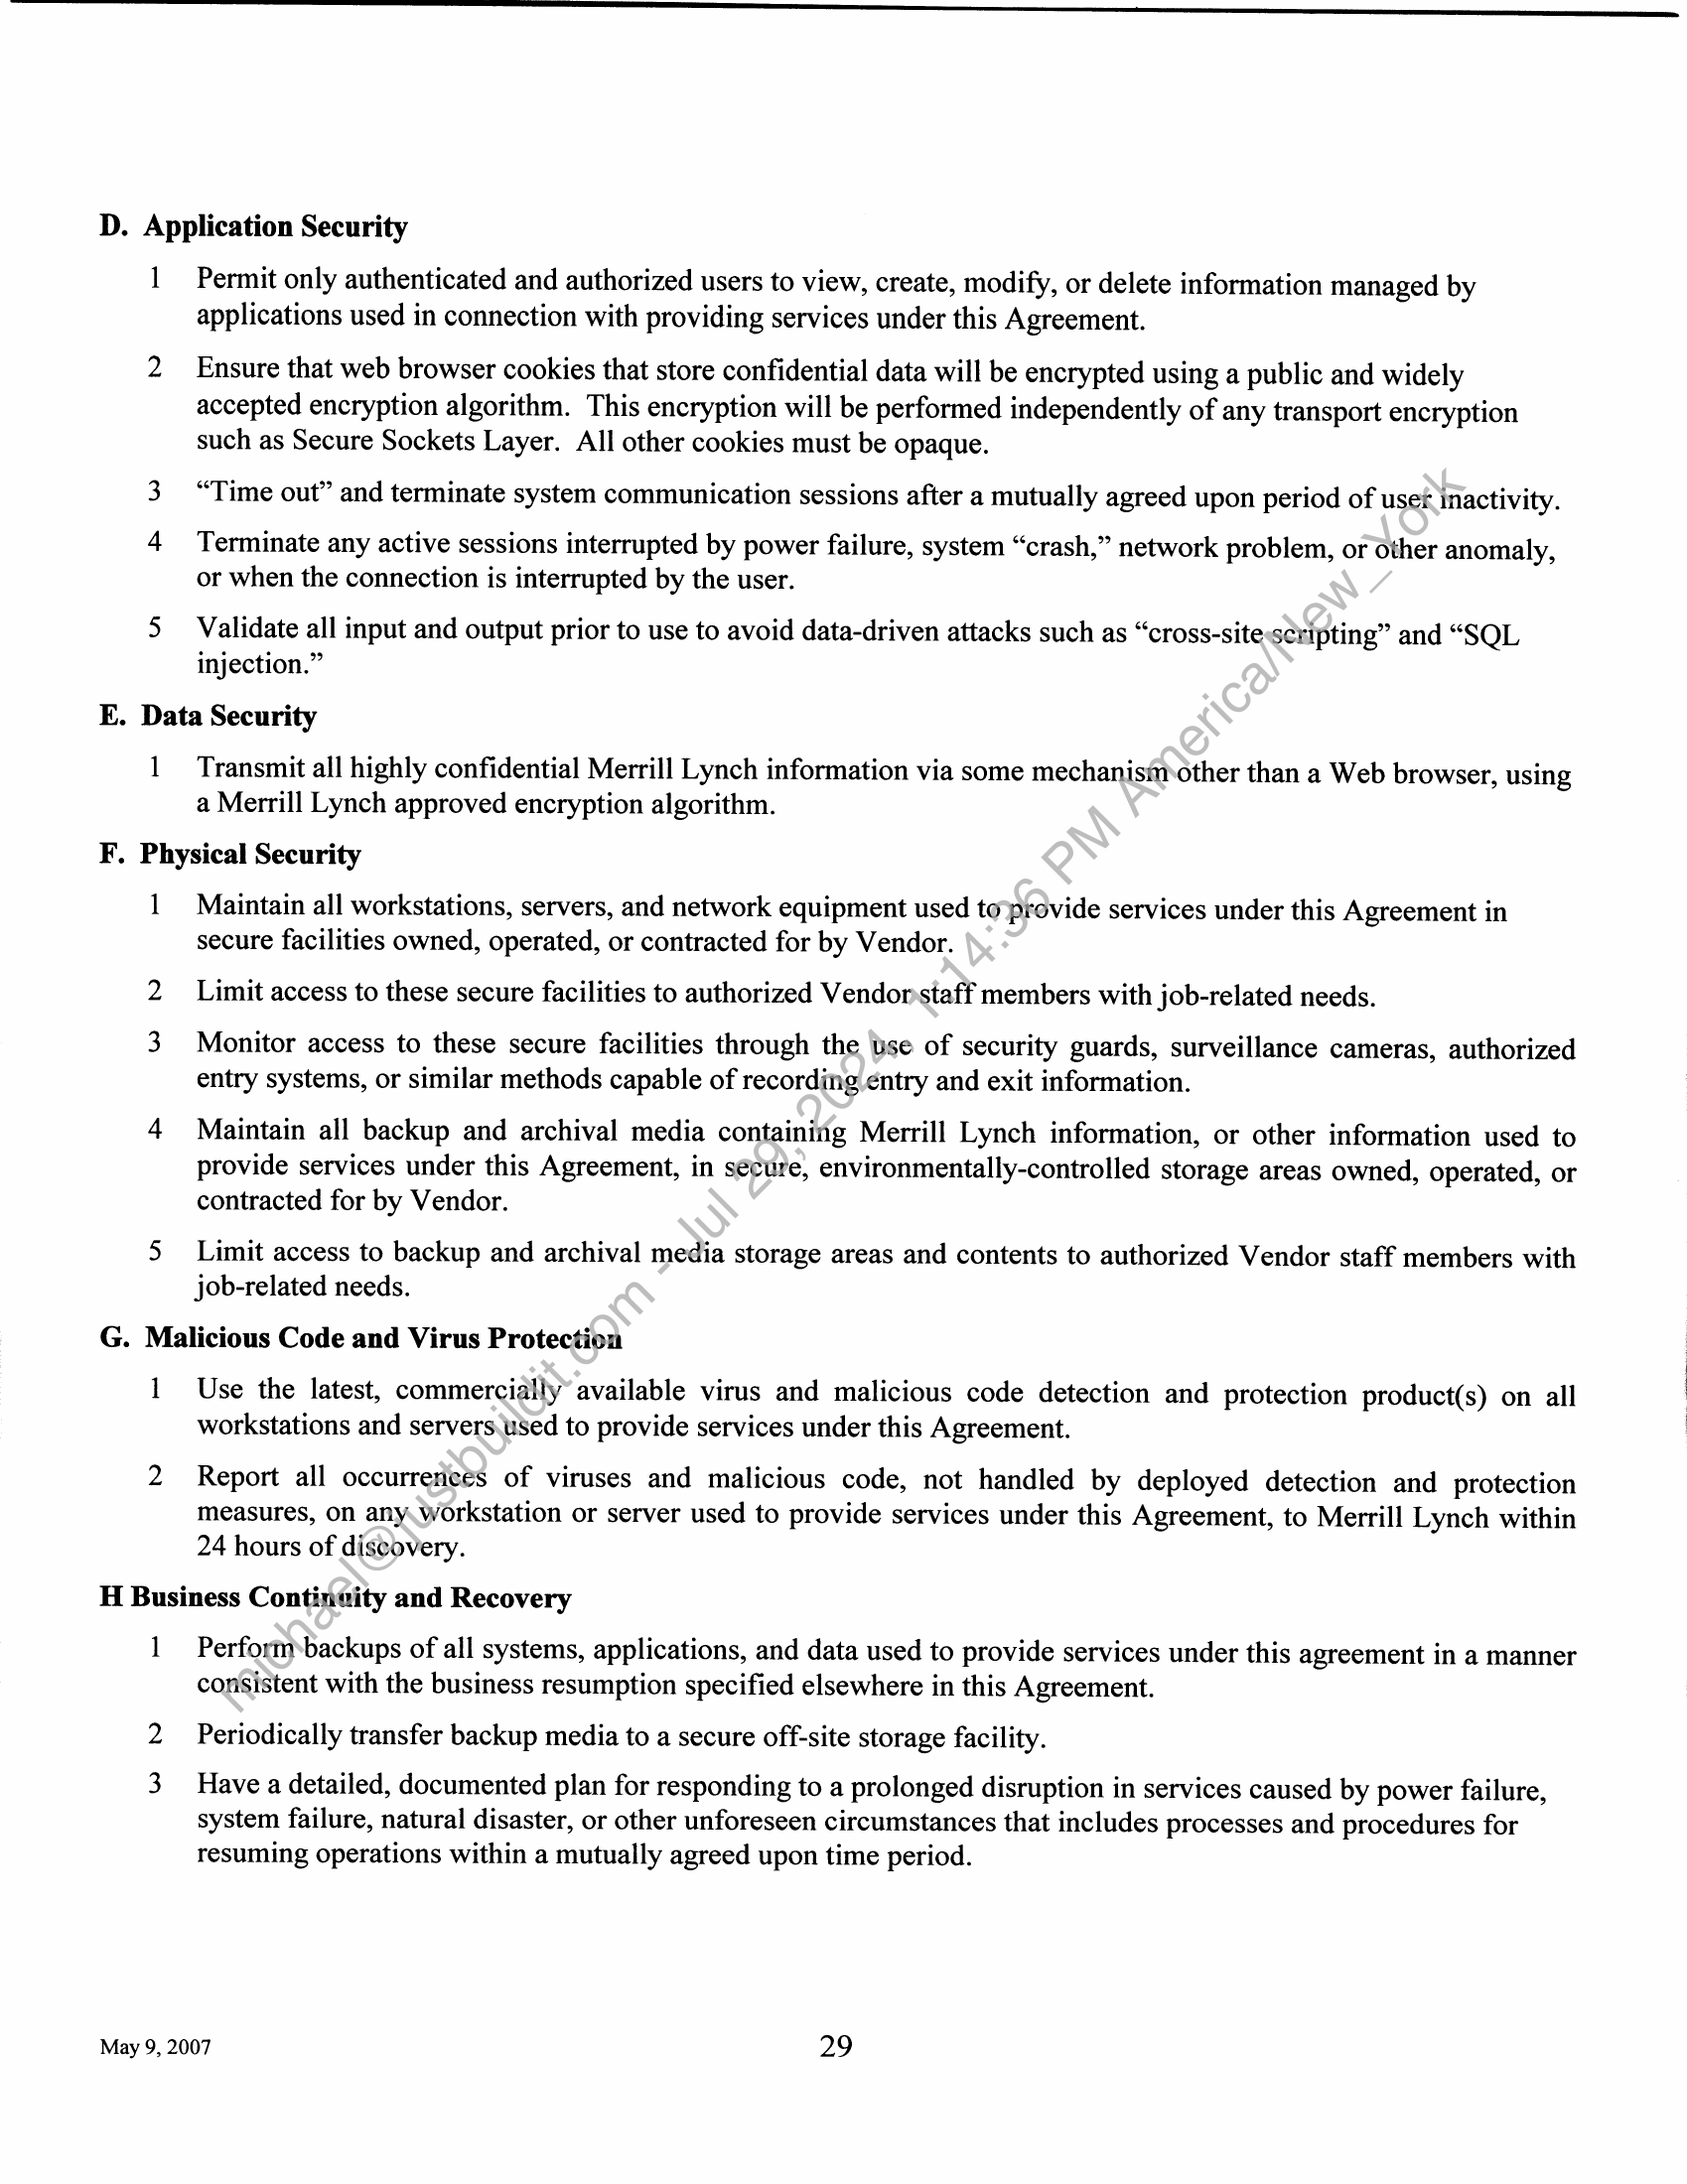 D. Application Security
1 Permit only authenticated and authorized users to view, create, modify, or delete information managed by
applications used in connection with providing services under this Agreement.
2 Ensure that web browser cookies that store confidential data will be encrypted using a public and widely
accepted encryption algorithm. This encryption will be performed independently of any transport encryption
such as Secure Sockets Layer. All other cookies must be opaque.
3 “Time out” and terminate system communication sessions after a mutually agreed upon period of user inactivity.
4 Terminate any active sessions interrupted by power failure, system “crash,” network problem, or other anomaly,
or when the connection is interrupted by the user.
5 Validate all input and output prior to use to avoid data-driven attacks such as “cross-site scripting” and “SQL
injection.”
E. Data Security
1 Transmit all highly confidential Merrill Lynch information via some mechanism other than a Web browser, using
a Merrill Lynch approved encryption algorithm.
F. Physical Security
1 Maintain all workstations, servers, and network equipment used to provide services under this Agreement in
secure facilities owned, operated, or contracted for by Vendor.
2 Limit access to these secure facilities to authorized Vendor staff members with job-related needs.
3 Monitor access to these secure facilities through the use of security guards, surveillance cameras, authorized
entry systems, or similar methods capable of recording entry and exit information.
4 Maintain all backup and archival media containing Merrill Lynch information, or other information used to
provide services under this Agreement, in secure, environmentally-controlled storage areas owned, operated, or
contracted for by Vendor.
5 Limit access to backup and archival media storage areas and contents to authorized Vendor staff members with
job-related needs.
G. Malicious Code and Virus Protection
1 Use the latest, commercially available virus and malicious code detection and protection product(s) on all
workstations and servers used to provide services under this Agreement.
2 Report all occurrences of viruses and malicious code, not handled by deployed detection and protection
measures, on any workstation or server used to provide services under this Agreement, to Merrill Lynch within
24 hours of discovery.
H Business Continuity and Recovery
1 Perform backups of all systems, applications, and data used to provide services under this agreement in a manner
consistent with the business resumption specified elsewhere in this Agreement.
2 Periodically transfer backup media to a secure off-site storage facility.
3 Have a detailed, documented plan for responding to a prolonged disruption in services caused by power failure,
system failure, natural disaster, or other unforeseen circumstances that includes processes and procedures for
resuming operations within a mutually agreed upon time period.
May 9, 2007
29
michael@justbuildit.com - Jul 29, 2024, 1:14:36 PM America/New_York